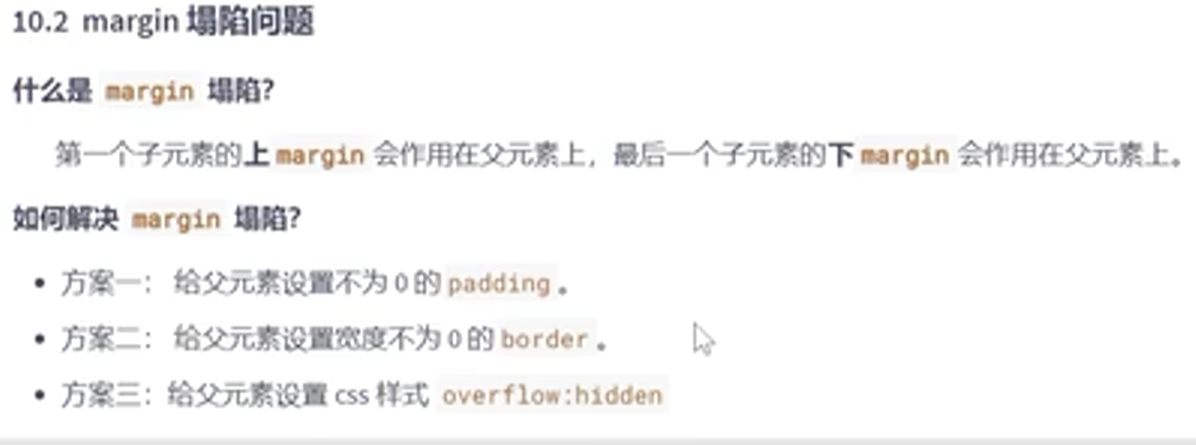 10.2 margin 塌陷问题
什么是 margin 塌陷?
第一个子元素的上 margin 会作用在父元素上，最后一个子元素的下 margin 会作用在父元素上。
如何解决 margin 塌陷?
• 方案一： 给父元素设置不为 0 的 padding 。
• 方案二： 给父元素设置宽度不为 0 的 border 。
• 方案三：给父元素设置 css 样式 overflow:hidden